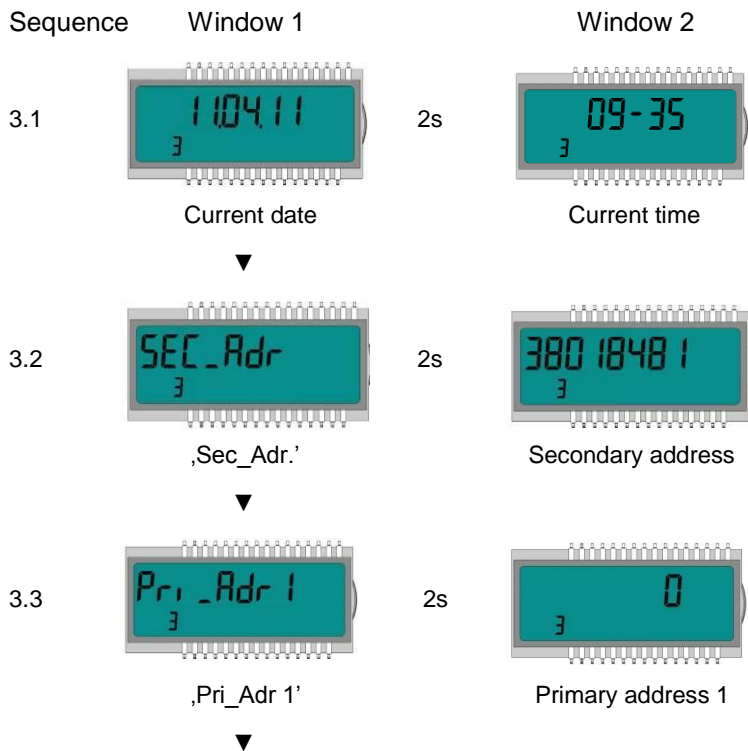 Sequence Window 1 Window 2
3.1 11.04.11 2s 09-35
3 3
Current date Current time
▼
3.2 SEC_Adr 2s 38018481
3 3
‚Sec_Adr.’ Secondary address
▼
3.3 Pri_Adr 1 2s 0
3 3
‚Pri_Adr 1’ Primary address 1
▼